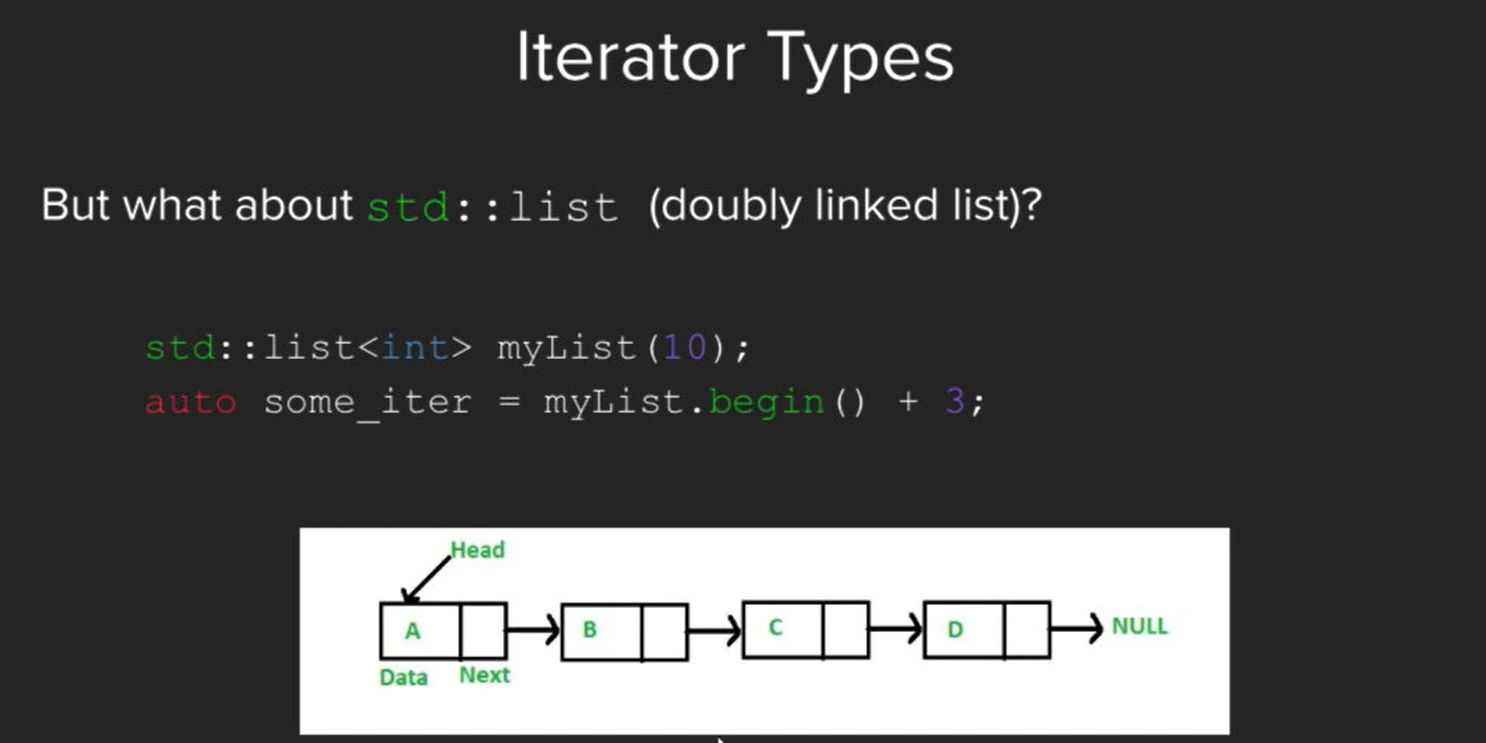 Iterator Types
But what about std::list (doubly linked list)?
std::list<int> myList(10);
auto some_iter = myList.begin() + 3;
Head
A B C D NULL
Data Next